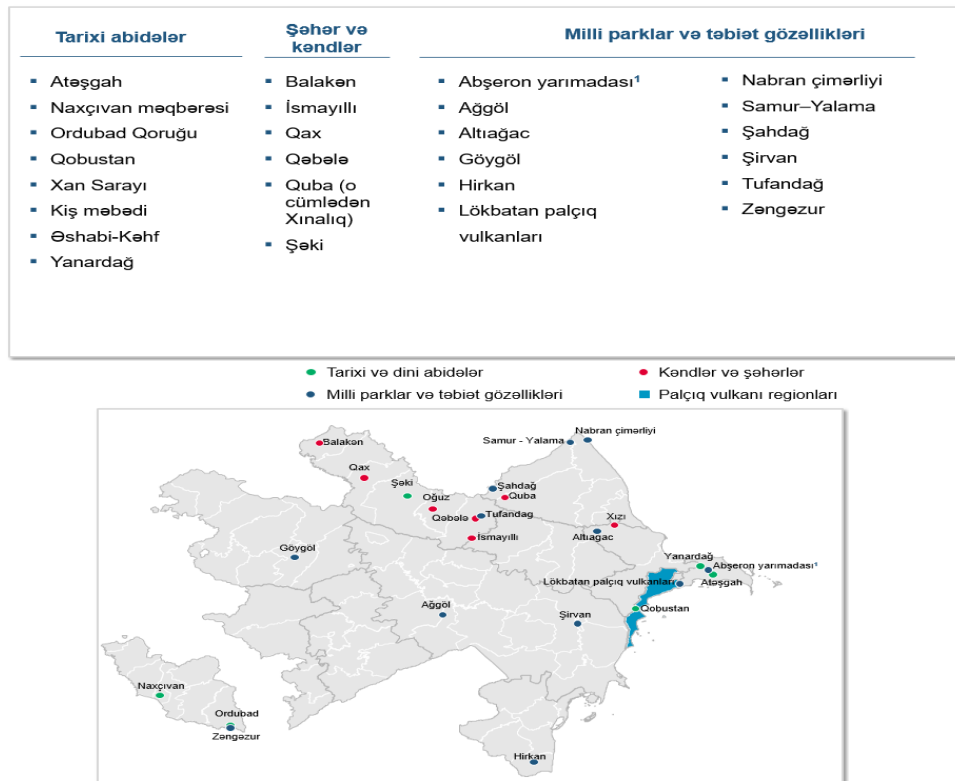 Tarixi abidələr
Atəşgah
Naxçıvan məqbərəsi
Ordubad Qoruğu
Qobustan
Xan Sarayı
Kiş məbədi
Əshabi-Kəhf
Yanardağ
Şəhər və
kəndlər
Balakən
İsmayıllı
Qax
Qəbələ
Quba (o
cümlədən
Xınalıq)
Şəki
Milli parklar və təbiət gözəllikləri
Abşeron yarımadası¹
Ağgöl
Altıağac
Göygöl
Hirkan
Lökbatan palçıq
vulkanları
Nabran çimərliyi
Samur–Yalama
Şahdağ
Şirvan
Tufandağ
Zəngəzur
Tarixi və dini abidələr
Kəndlər və şəhərlər
Milli parklar və təbiət gözəllikləri
Palçıq vulkanı regionları
Nabran çimərliyi
Samur - Yalama
Balakən
Qax
Şəki
Şahdağ
Quba
Oğuz
Qəbələ
Tufandag
İsmayıllı
Xızı
Altıagac
Göygöl
Yanardağ
Abşeron yarımadası¹
Lökbatan palçıq vulkanları
Atəşgah
Ağgöl
Şirvan
Qobustan
Naxçıvan
Ordubad
Zəngəzur
Hirkan